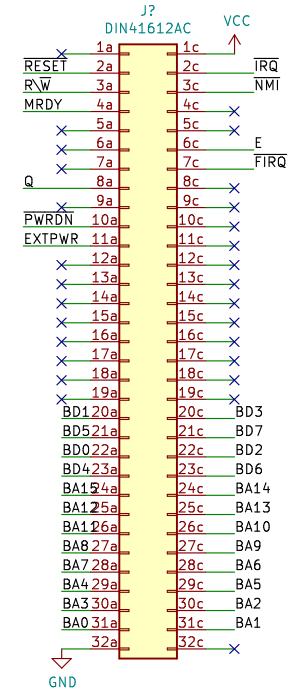 J?
DIN41612AC
VCC
1a 1c
RESET 2a 2c IRQ
R\W 3a 3c NMI
MRDY 4a 4c
5a 5c
6a 6c E
7a 7c FIRQ
Q 8a 8c
9a 9c
PWRDN 10a 10c
EXTPWR 11a 11c
12a 12c
13a 13c
14a 14c
15a 15c
16a 16c
17a 17c
18a 18c
19a 19c
BD1 20a 20c BD3
BD5 21a 21c BD7
BD0 22a 22c BD2
BD4 23a 23c BD6
BA15 24a 24c BA14
BA12 25a 25c BA13
BA11 26a 26c BA10
BA8 27a 27c BA9
BA7 28a 28c BA6
BA4 29a 29c BA5
BA3 30a 30c BA2
BA0 31a 31c BA1
32a 32c
GND